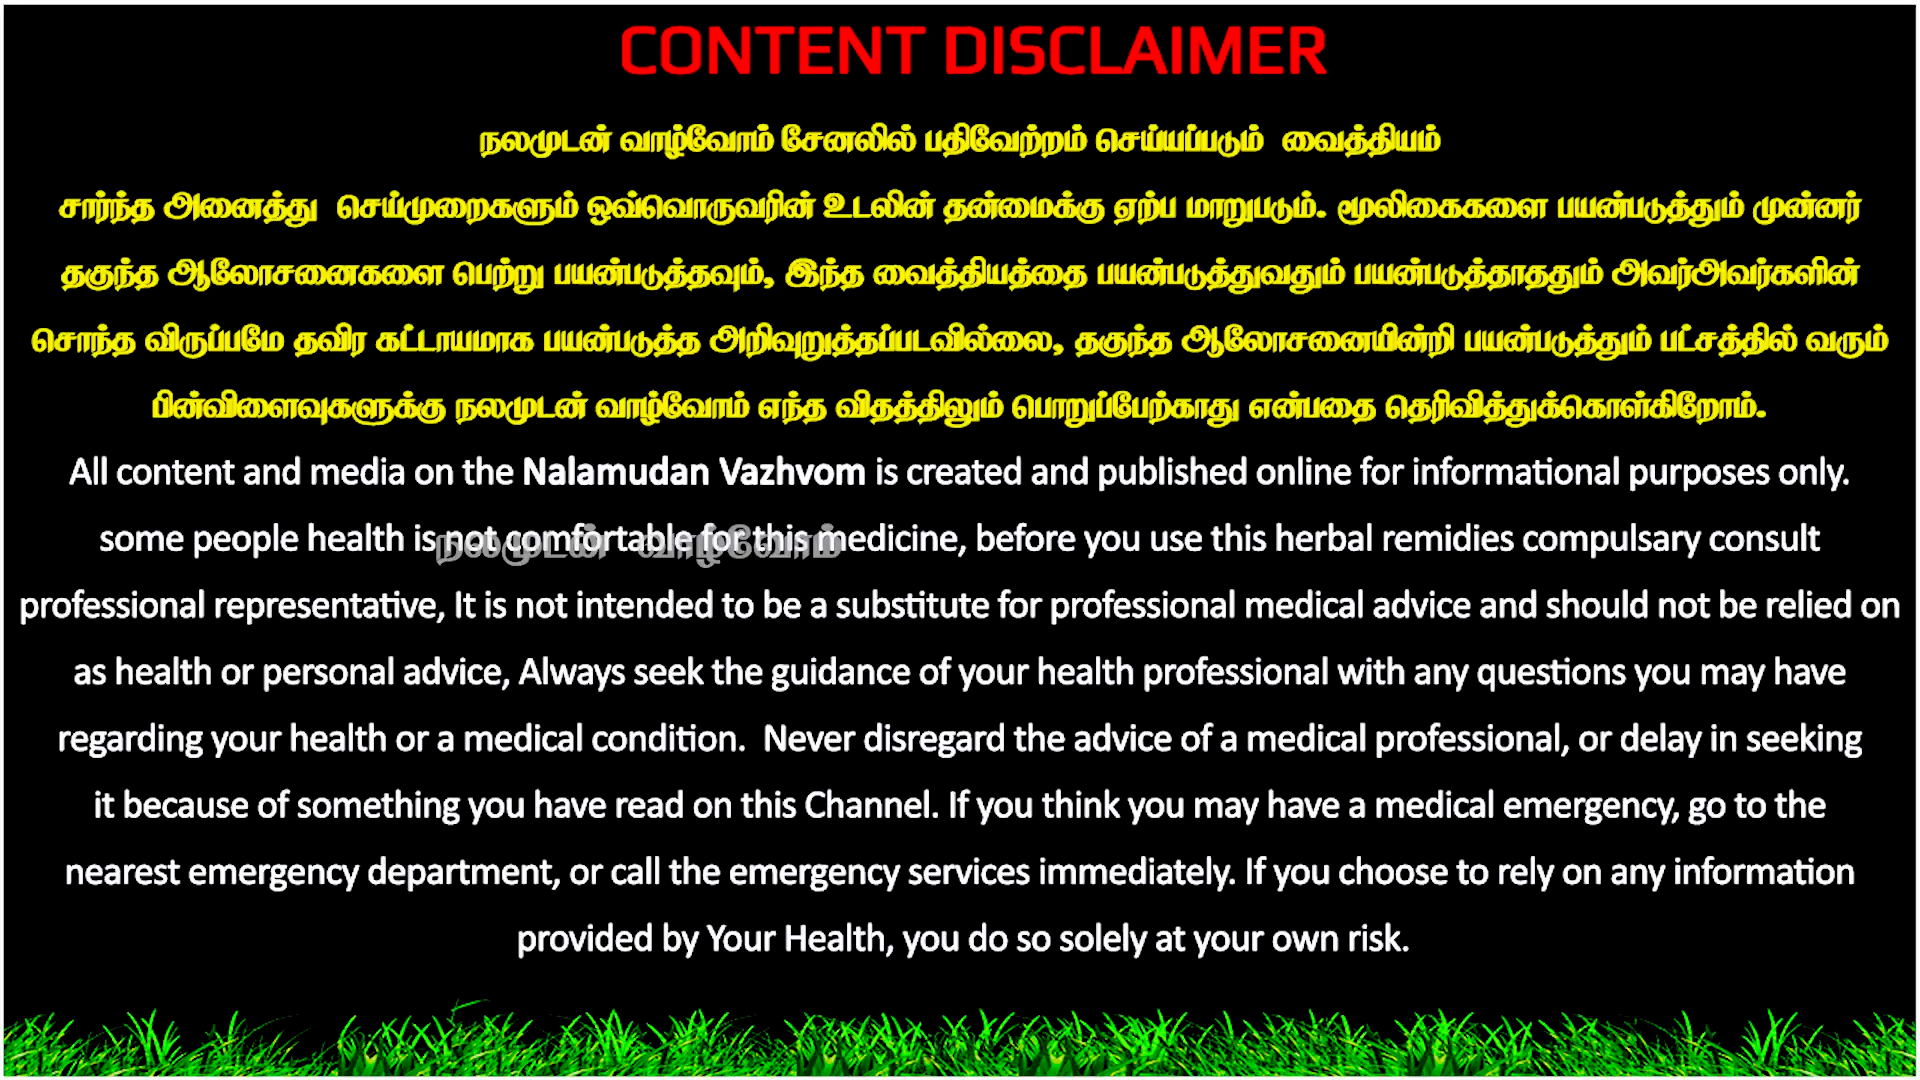 CONTENT DISCLAIMER
நலமுடன் வாழ்வோம் சேனலில் பதிவேற்றம் செய்யப்படும் வைத்தியம்
சார்ந்த அனைத்து செய்முறைகளும் ஒவ்வொருவரின் உடலின் தன்மைக்கு ஏற்ப மாறுபடும். மூலிகைகளை பயன்படுத்தும் முன்னர்
தகுந்த ஆலோசனைகளை பெற்று பயன்படுத்தவும், இந்த வைத்தியத்தை பயன்படுத்துவதும் பயன்படுத்தாததும் அவர்அவர்களின்
சொந்த விருப்பமே தவிர கட்டாயமாக பயன்படுத்த அறிவுறுத்தப்படவில்லை, தகுந்த ஆலோசனையின்றி பயன்படுத்தும் பட்சத்தில் வரும்
பின்விளைவுகளுக்கு நலமுடன் வாழ்வோம் எந்த விதத்திலும் பொறுப்பேற்காது என்பதை தெரிவித்துக்கொள்கிறோம்.
All content and media on the Nalamudan Vazhvom is created and published online for informational purposes only.
some people health is not comfortable for this medicine, before you use this herbal remidies compulsary consult
நலமுடன் வாழ்வோம்
professional representative, It is not intended to be a substitute for professional medical advice and should not be relied on
as health or personal advice, Always seek the guidance of your health professional with any questions you may have
regarding your health or a medical condition. Never disregard the advice of a medical professional, or delay in seeking
it because of something you have read on this Channel. If you think you may have a medical emergency, go to the
nearest emergency department, or call the emergency services immediately. If you choose to rely on any information
provided by Your Health, you do so solely at your own risk.